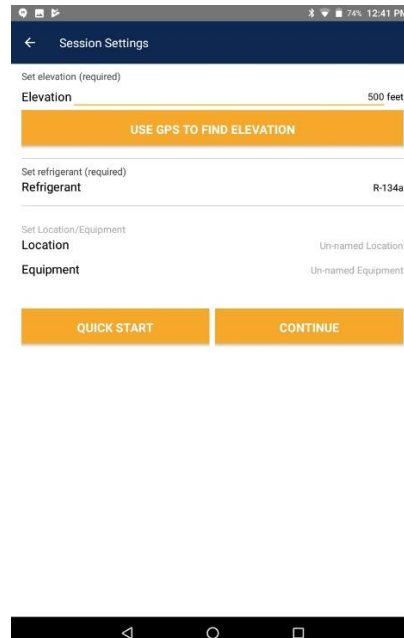 74% 12:41 PM
Session Settings
Set elevation (required)
Elevation 500 feet
USE GPS TO FIND ELEVATION
Set refrigerant (required)
Refrigerant R-134a
Set Location/Equipment
Location Un-named Location
Equipment Un-named Equipment
QUICK START CONTINUE